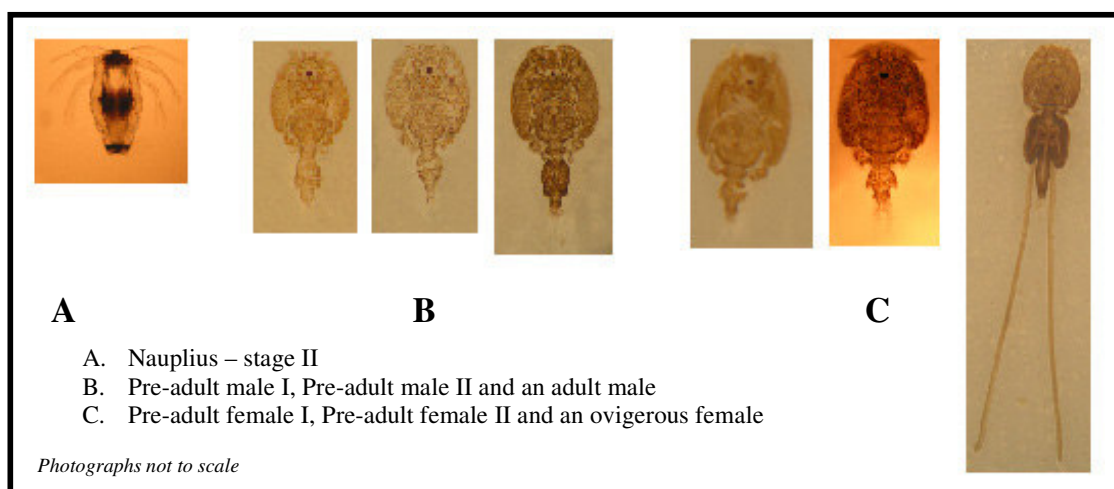 A B C
A. Nauplius – stage II
B. Pre-adult male I, Pre-adult male II and an adult male
C. Pre-adult female I, Pre-adult female II and an ovigerous female
Photographs not to scale